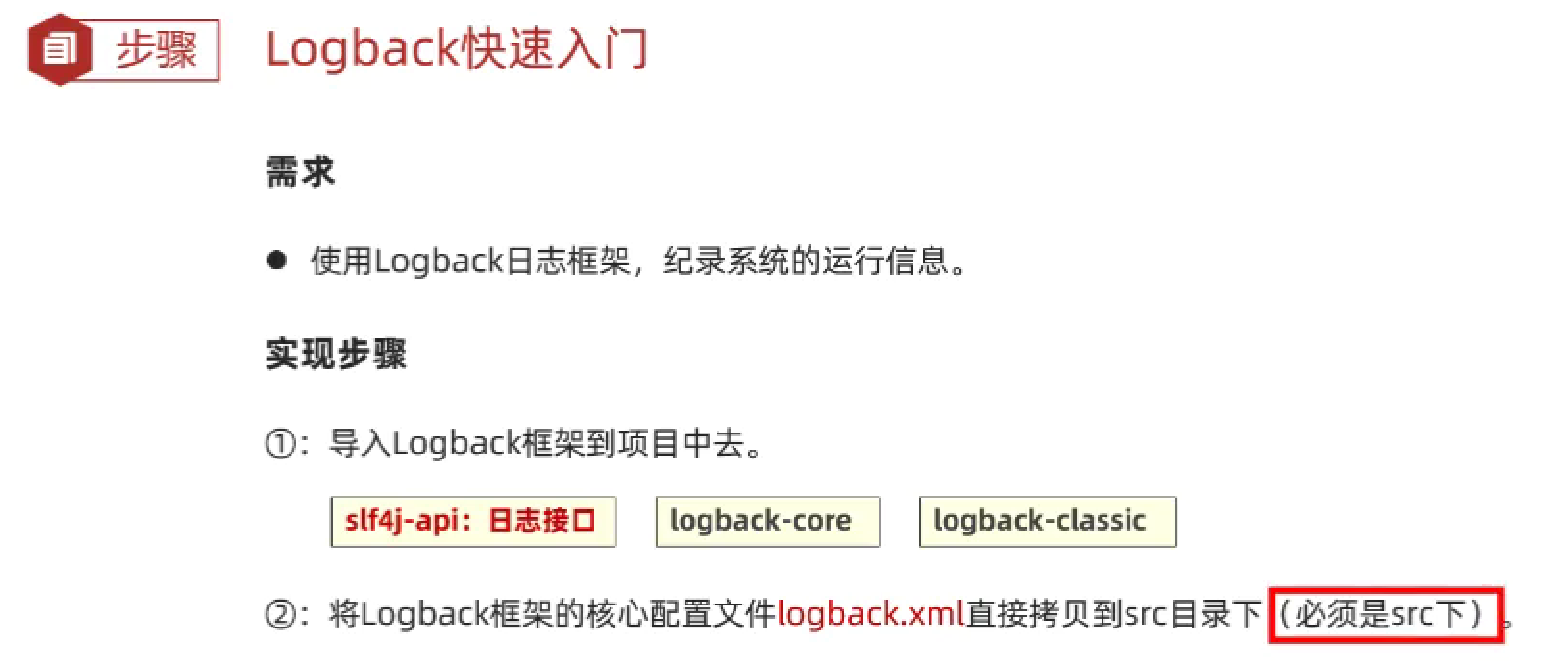 步骤 Logback快速入门
需求
● 使用Logback日志框架，纪录系统的运行信息。
实现步骤
①：导入Logback框架到项目中去。
slf4j-api：日志接口 logback-core logback-classic
②：将Logback框架的核心配置文件logback.xml直接拷贝到src目录下（必须是src下）。